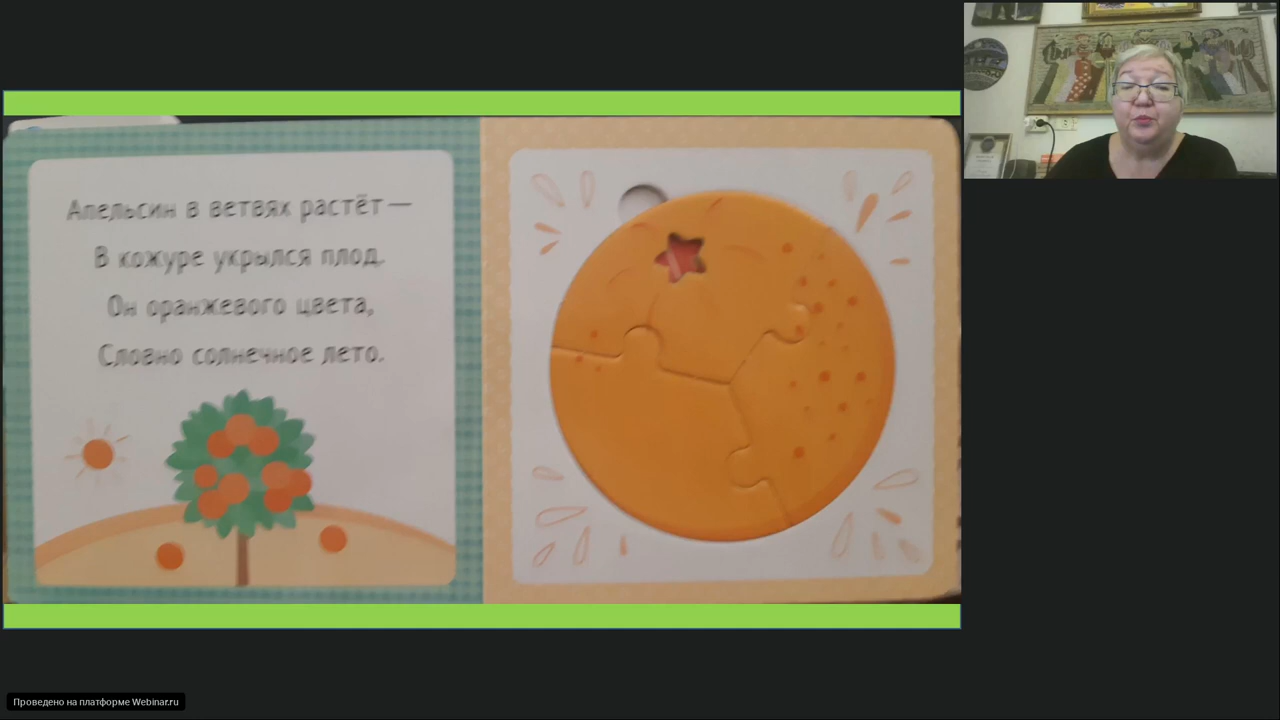 Апельсин в ветвях растёт —
В кожуре укрылся плод.
Он оранжевого цвета,
Словно солнечное лето.
Проведено на платформе Webinar.ru